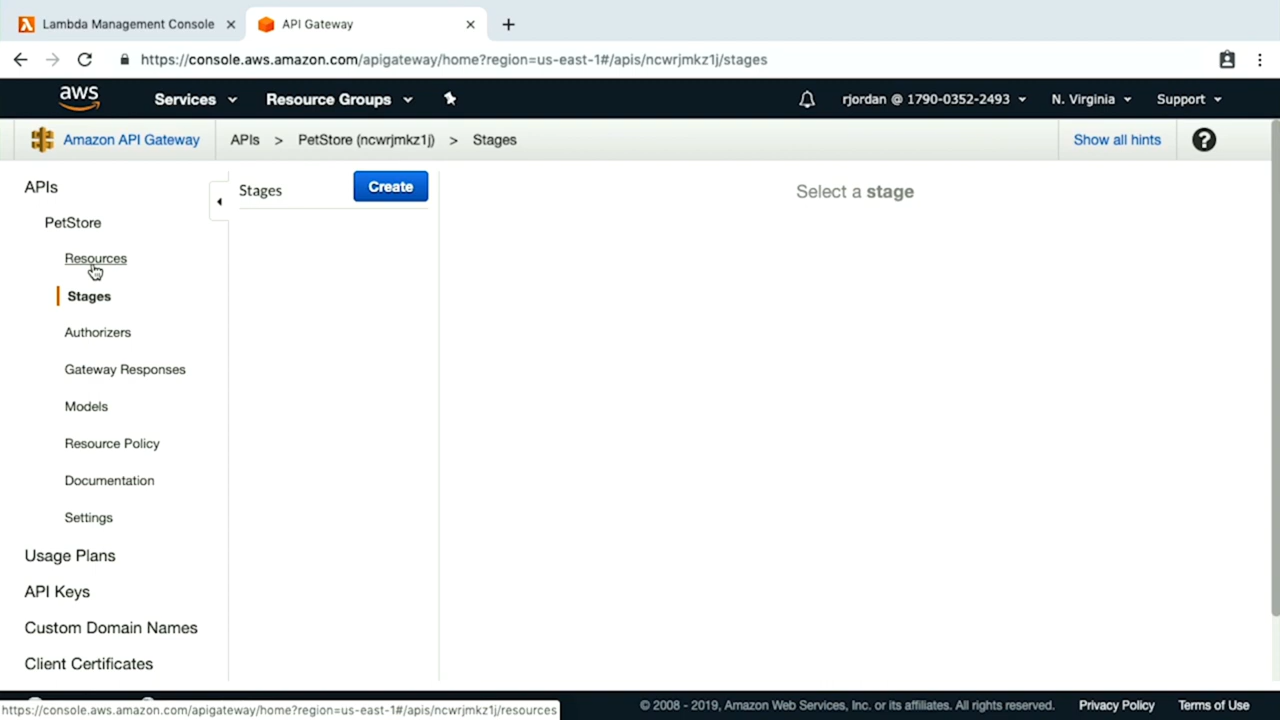 Lambda Management Console
API Gateway
https://console.aws.amazon.com/apigateway/home?region=us-east-1#/apis/ncwrjmkz1j/stages
aws
Services
Resource Groups
rjordan @ 1790-0352-2493
N. Virginia
Support
Amazon API Gateway
APIs > PetStore (ncwrjmkz1j) > Stages
Show all hints
?
APIs
PetStore
Resources
Stages
Authorizers
Gateway Responses
Models
Resource Policy
Documentation
Settings
Usage Plans
API Keys
Custom Domain Names
Client Certificates
Stages
Create
Select a stage
https://console.aws.amazon.com/apigateway/home?region=us-east-1#/apis/ncwrjmkz1j/resources
© 2008 - 2019, Amazon Web Services, Inc. or its affiliates. All rights reserved.
Privacy Policy
Terms of Use